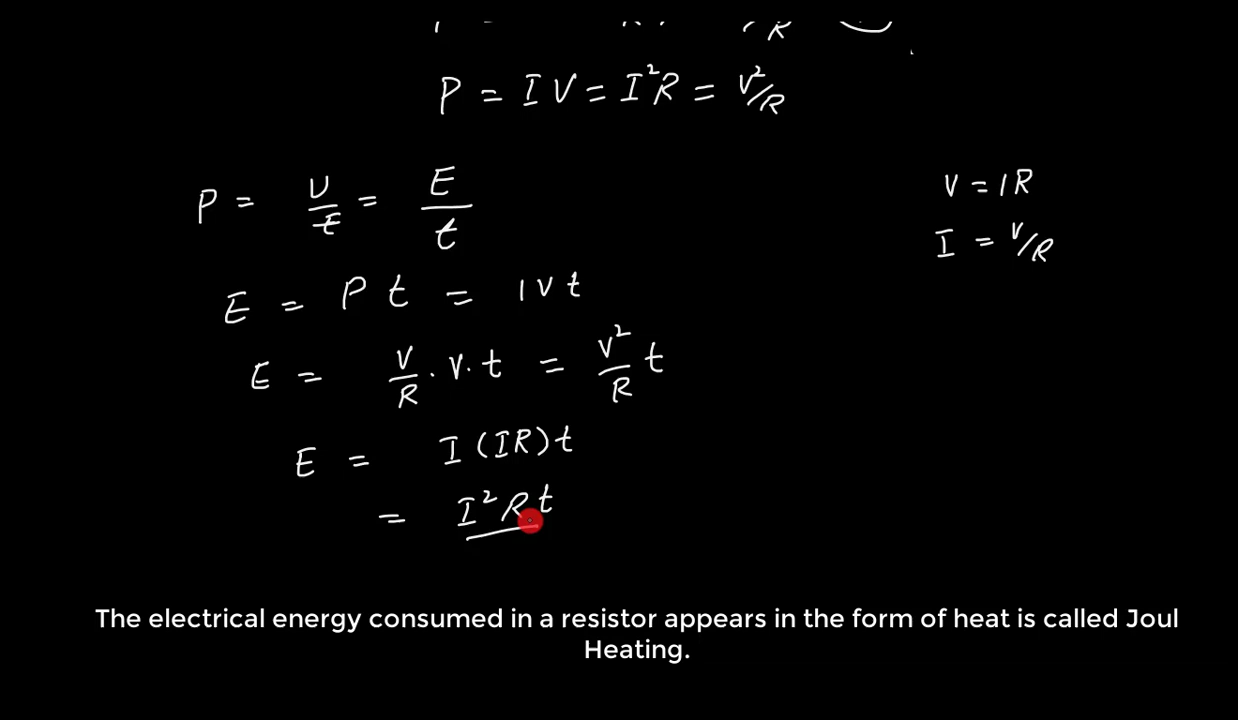 P = IV = I²R = V²/R
P = U/t = E/t
V = IR
I = V/R
E = Pt = IVt
E = V/R . V. t = V²/R t
E = I (IR) t
= I²Rt
The electrical energy consumed in a resistor appears in the form of heat is called Joul
Heating.